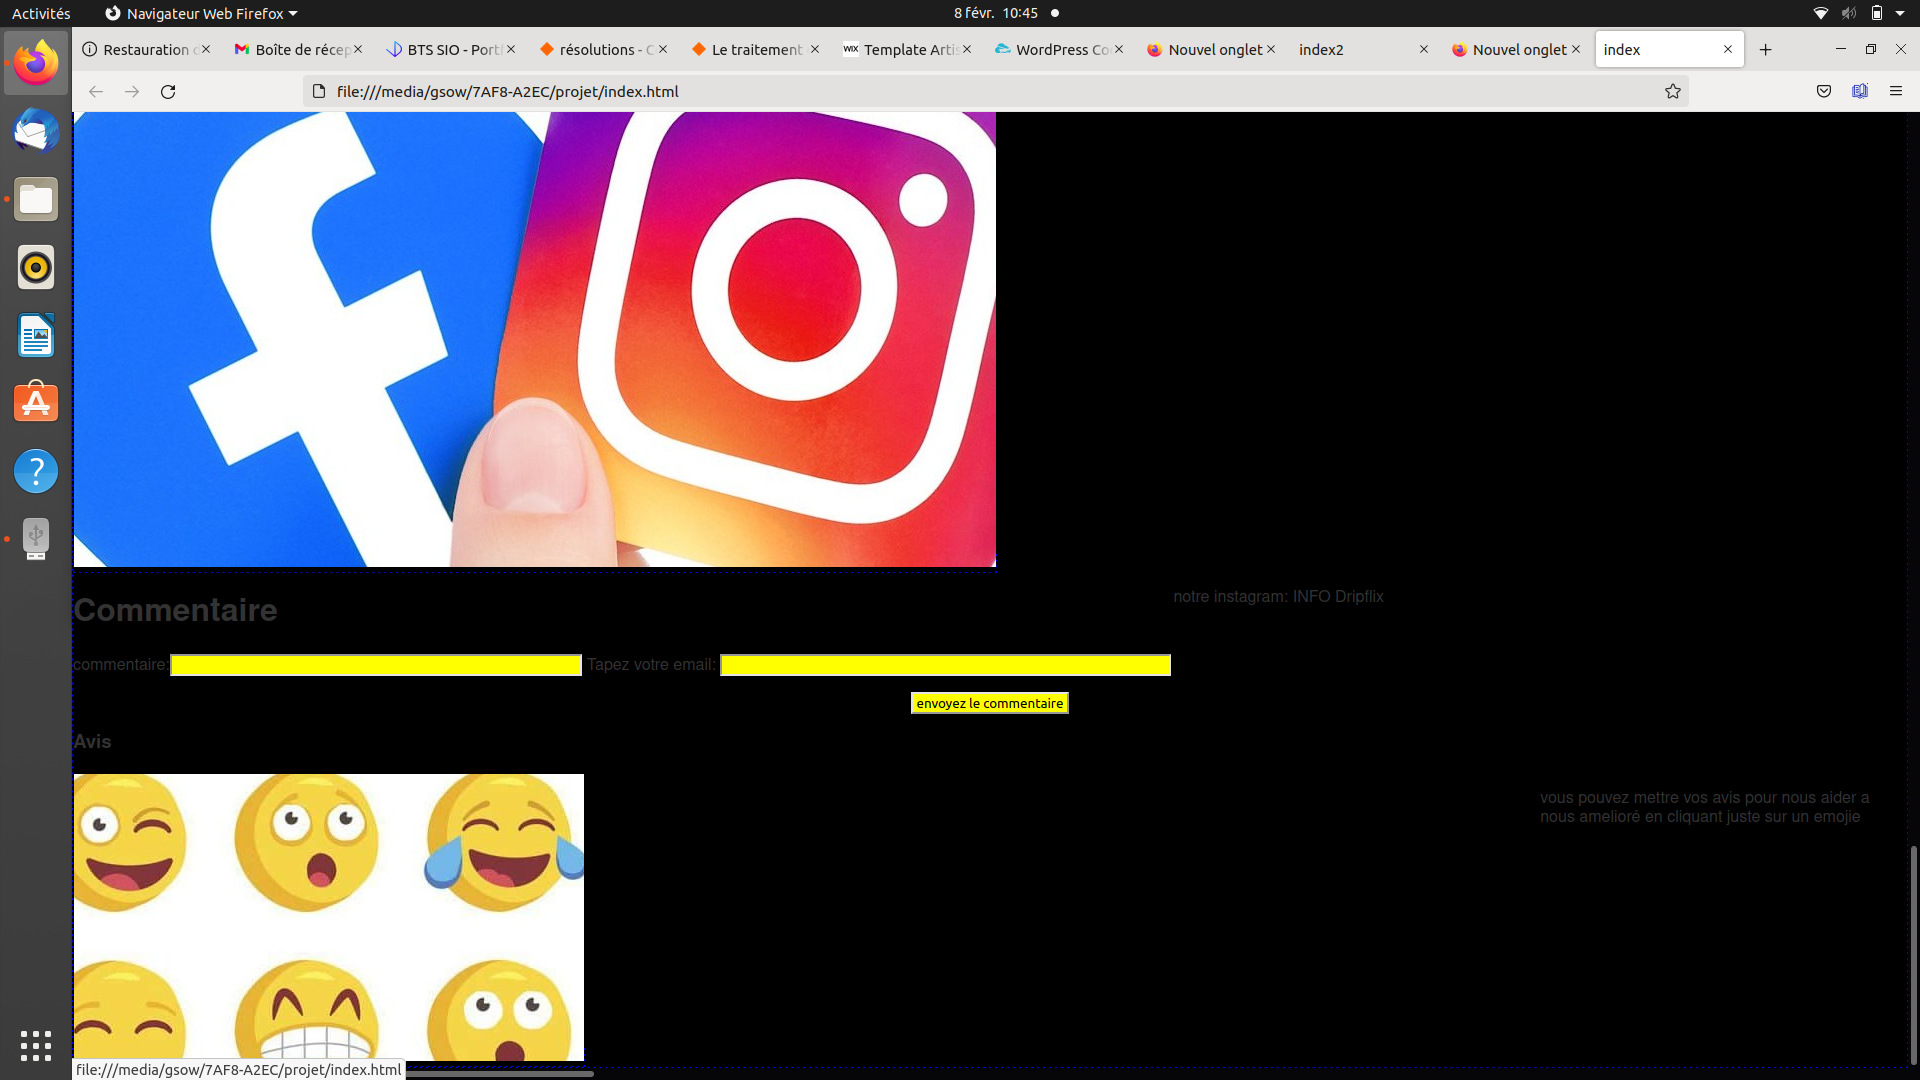 Activités
Navigateur Web Firefox
8 févr. 10:45
Restauration d
Boîte de récep
BTS SIO - Porti
résolutions - C
Le traitement
WIX Template Artis
WordPress Co
Nouvel onglet
index2
Nouvel onglet
index
file:///media/gsow/7AF8-A2EC/projet/index.html
notre instagram: INFO Dripflix
Commentaire
commentaire: Tapez votre email:
envoyez le commentaire
Avis
vous pouvez mettre vos avis pour nous aider a
nous amelioré en cliquant juste sur un emojie
file:///media/gsow/7AF8-A2EC/projet/index.html